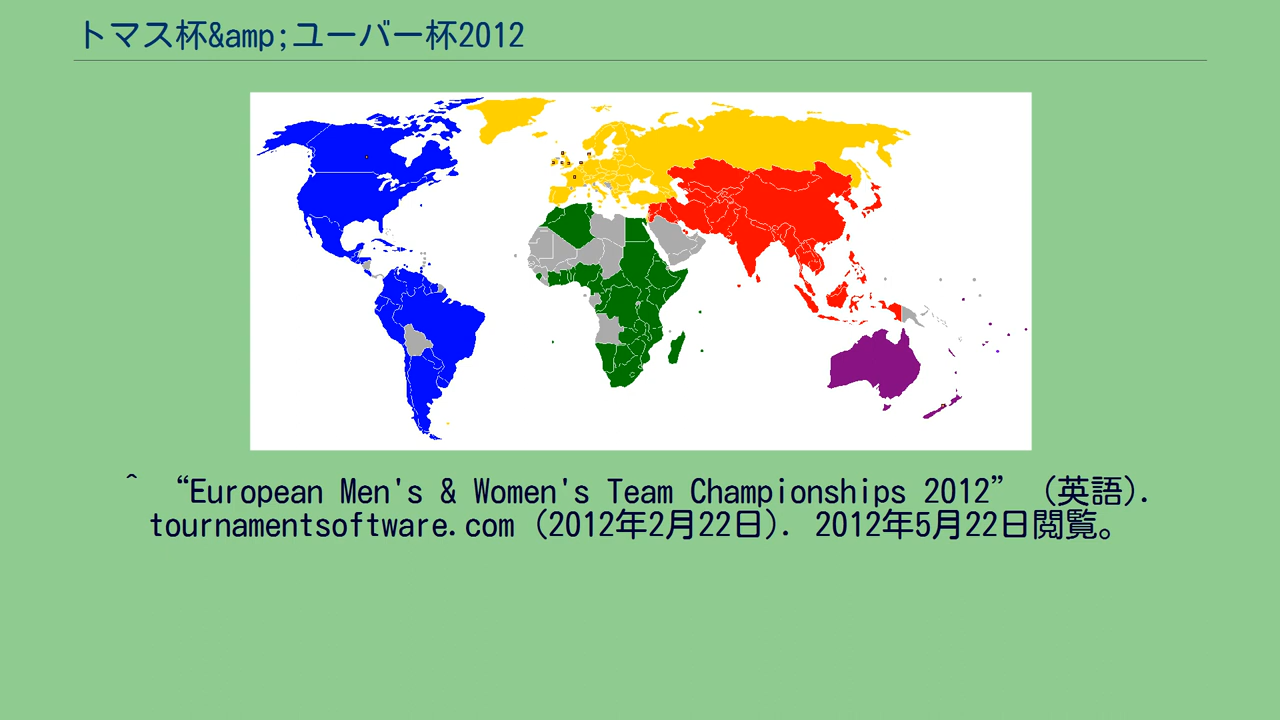 トマス杯&amp;ユーバー杯2012
^ “European Men's & Women's Team Championships 2012” (英語).
tournamentsoftware.com (2012年2月22日). 2012年5月22日閲覧。